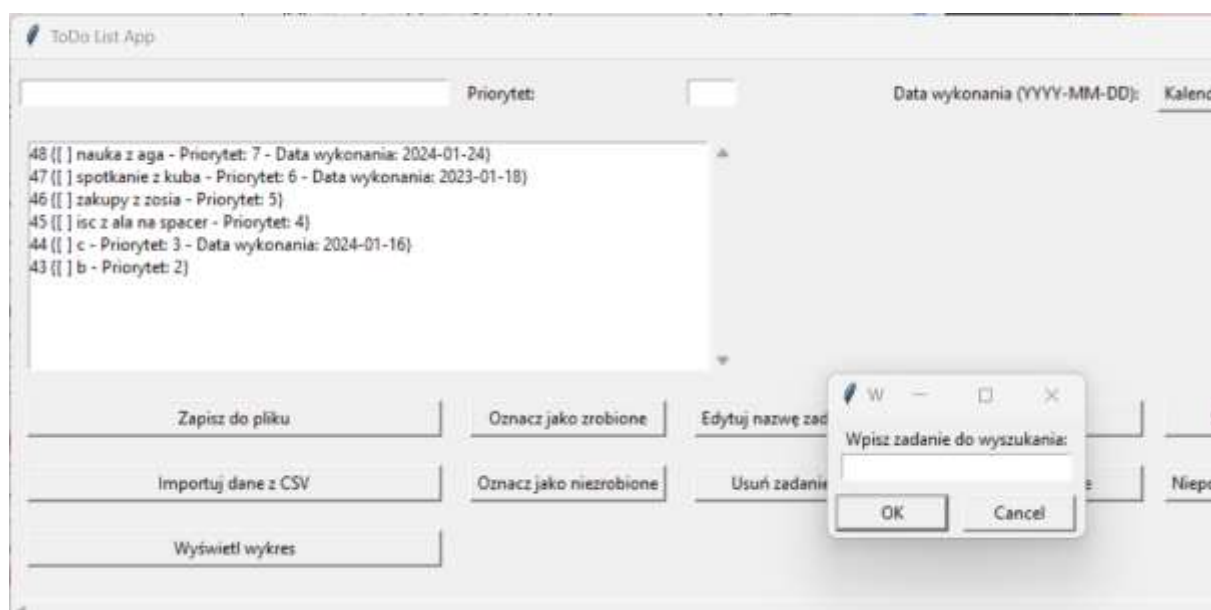 ToDo List App
Priorytet: Data wykonania (YYYY-MM-DD):
48 {[ ] nauka z aga - Priorytet: 7 - Data wykonania: 2024-01-24}
47 {[ ] spotkanie z kuba - Priorytet: 6 - Data wykonania: 2023-01-18}
46 {[ ] zakupy z zosia - Priorytet: 5}
45 {[ ] isc z ala na spacer - Priorytet: 4}
44 {[ ] c - Priorytet: 3 - Data wykonania: 2024-01-16}
43 {[ ] b - Priorytet: 2}
W
Wpisz zadanie do wyszukania:
OK Cancel
Zapisz do pliku Oznacz jako zrobione Edytuj nazwę
Importuj dane z CSV Oznacz jako niezrobione Usuń zadanie
Wyświetl wykres